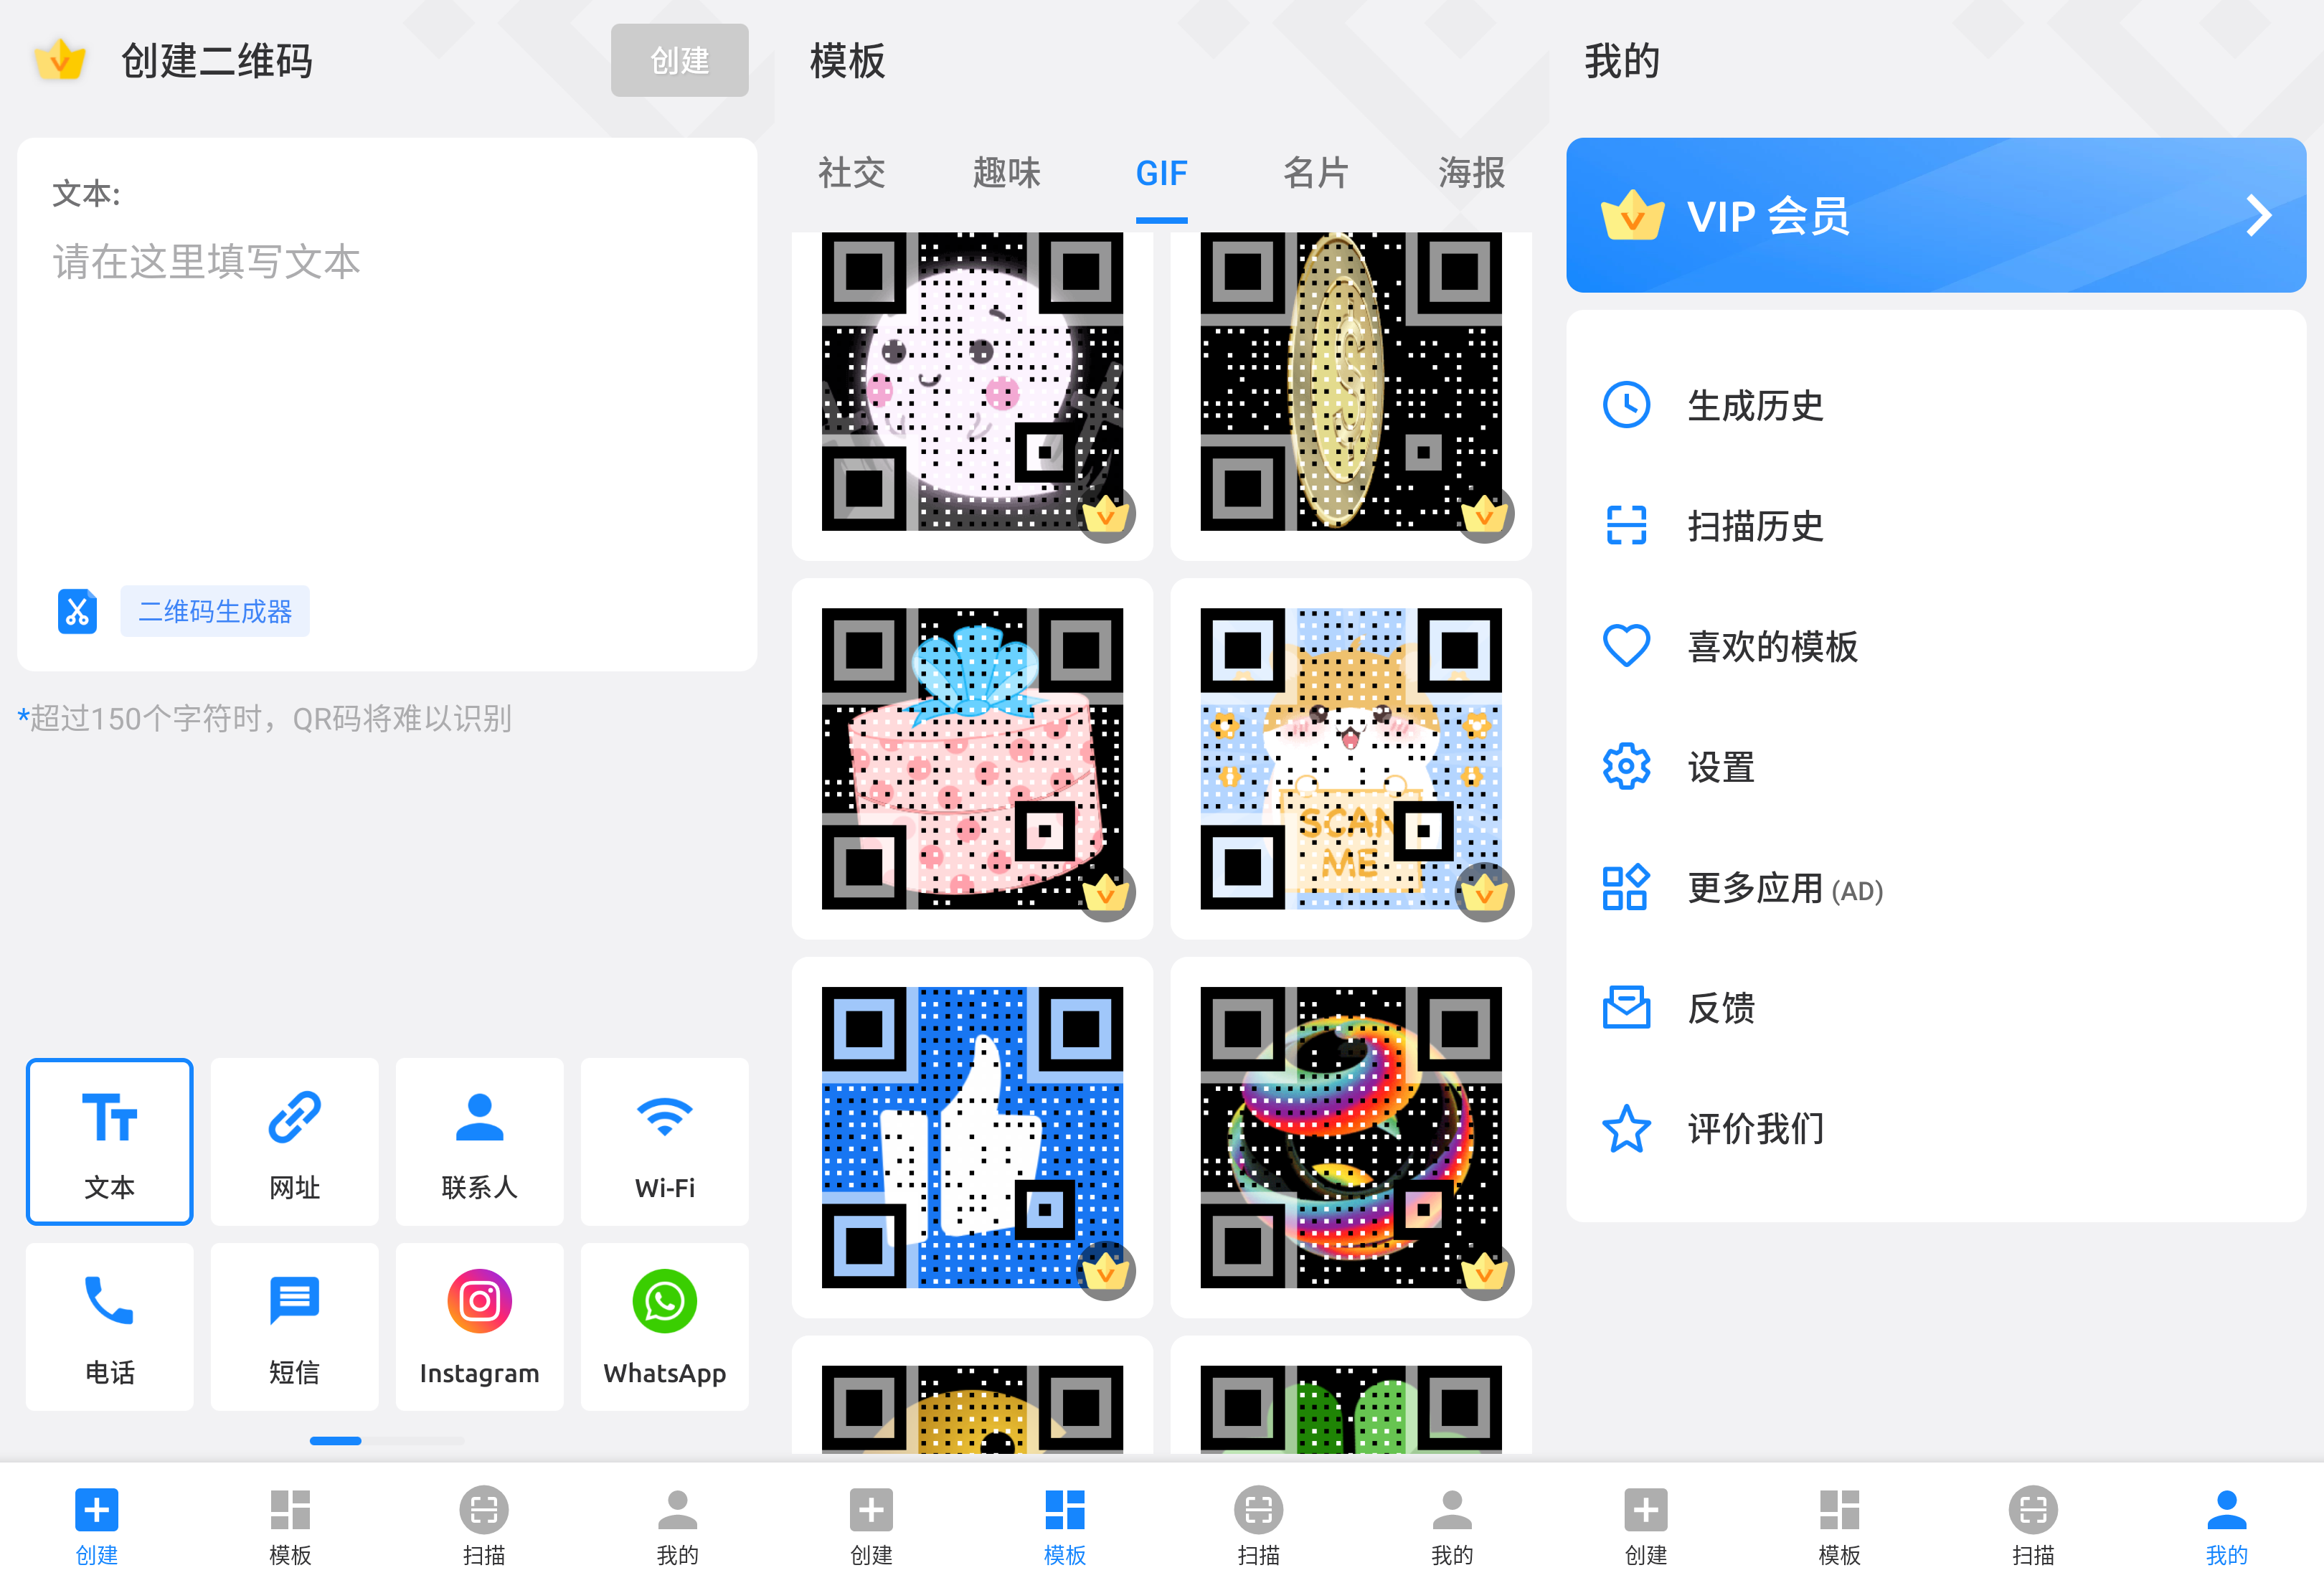 创建二维码
创建
文本:
请在这里填写文本
二维码生成器
*超过150个字符时，QR码将难以识别
文本
网址
联系人
Wi-Fi
电话
短信
Instagram
WhatsApp
创建
模板
扫描
我的
模板
社交
趣味
GIF
名片
海报
SCAN
ME
创建
模板
扫描
我的
我的
VIP 会员
生成历史
扫描历史
喜欢的模板
设置
更多应用 (AD)
反馈
评价我们
创建
模板
扫描
我的